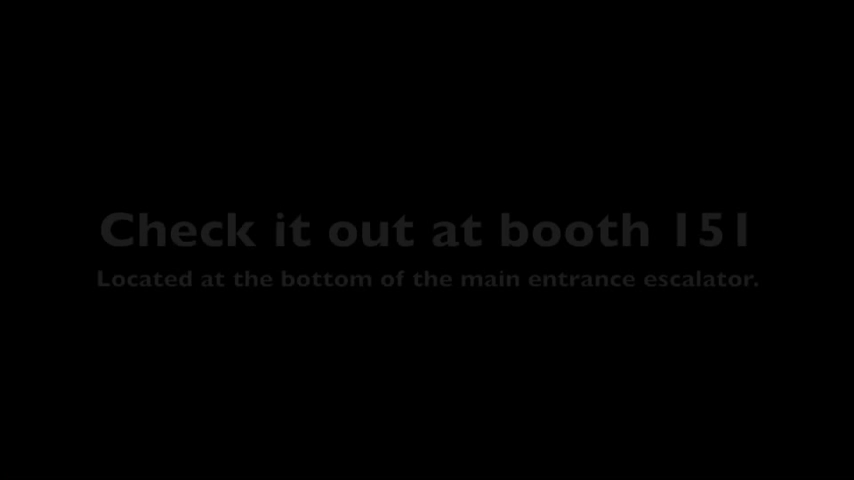 Check it out at booth 151
Located at the bottom of the main entrance escalator.